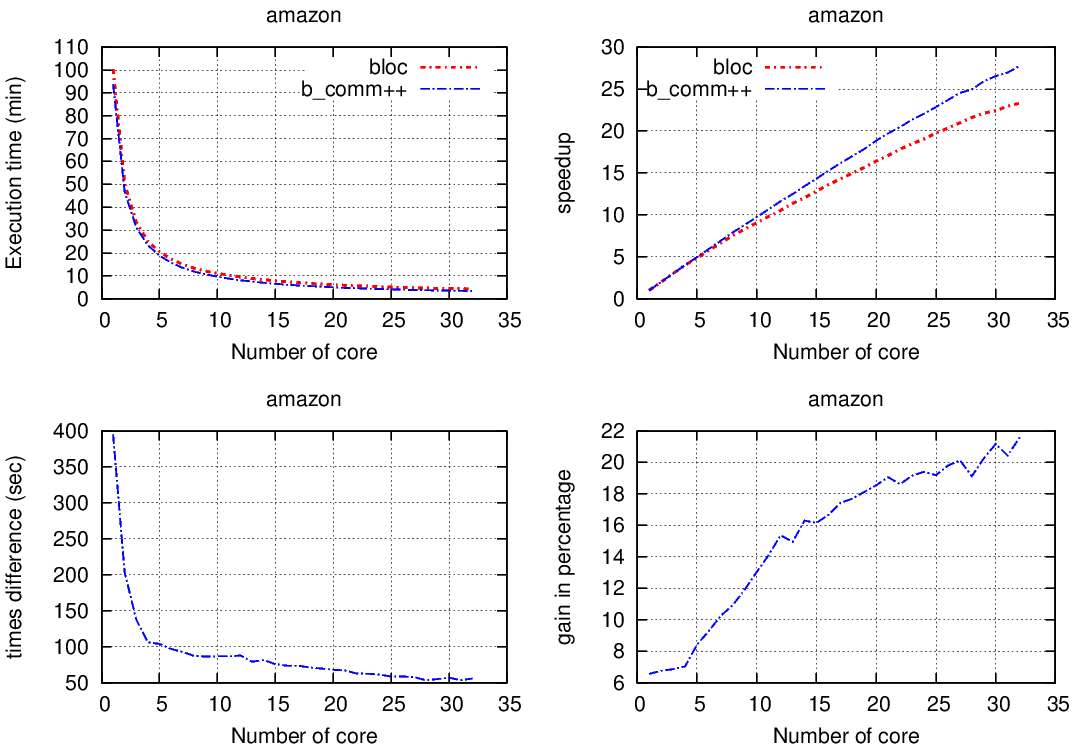 amazon
Execution time (min)
110
100
90
80
70
60
50
40
30
20
10
0
bloc
b_comm++
0 5 10 15 20 25 30 35
Number of core
amazon
speedup
30
25
20
15
10
5
0
bloc
b_comm++
0 5 10 15 20 25 30 35
Number of core
amazon
times difference (sec)
400
350
300
250
200
150
100
50
0 5 10 15 20 25 30 35
Number of core
amazon
gain in percentage
22
20
18
16
14
12
10
8
6
0 5 10 15 20 25 30 35
Number of core